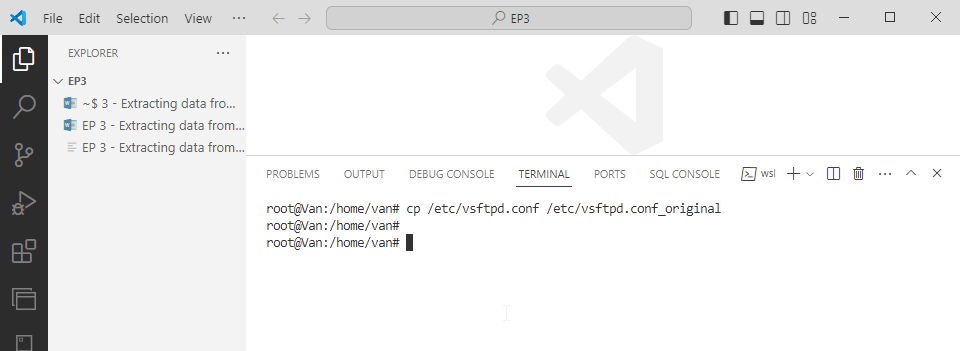 File Edit Selection View ··· EP3
EXPLORER ···
EP3
~$ 3 - Extracting data fro...
EP 3 - Extracting data from...
EP 3 - Extracting data from...
PROBLEMS OUTPUT DEBUG CONSOLE TERMINAL PORTS SQL CONSOLE wsl ···
root@Van:/home/van# cp /etc/vsftpd.conf /etc/vsftpd.conf_original
root@Van:/home/van#
root@Van:/home/van#